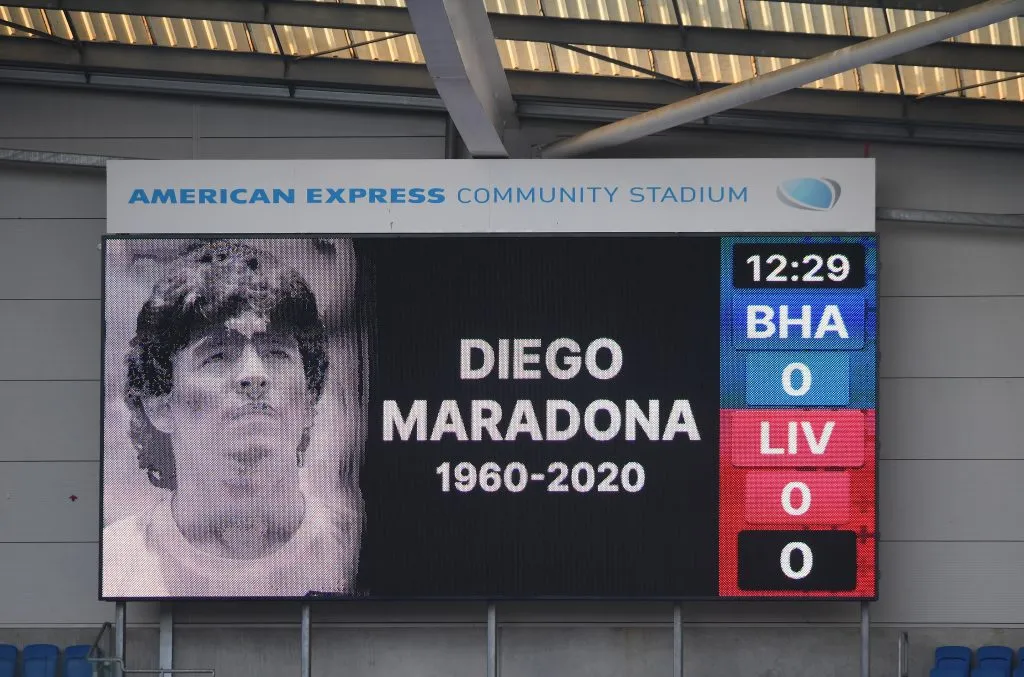 AMERICAN EXPRESS COMMUNITY STADIUM
DIEGO
MARADONA
1960-2020
12:29
BHA
0
LIV
0
0